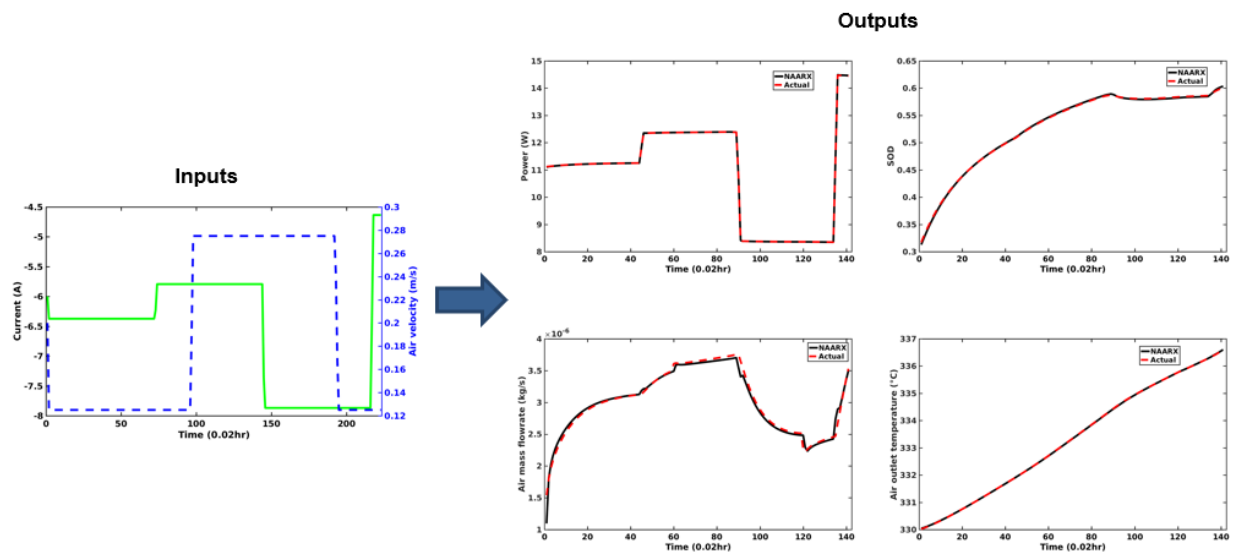 Outputs
Inputs
Current (A)
-4.5
-5
-5.5
-6
-6.5
-7
-7.5
-8
0 50 100 150 200
Time (0.02hr)
0.3
0.28
0.26
0.24
0.22
0.2
0.18
0.16
0.14
0.12
Air velocity (m/s)
Power (W)
15
14
13
12
11
10
9
8
0 20 40 60 80 100 120 140
Time (0.02hr)
NAARX
Actual
SOD
0.65
0.6
0.55
0.5
0.45
0.4
0.35
0.3
0 20 40 60 80 100 120 140
Time (0.02hr)
NAARX
Actual
Air mass flowrate (kg/s)
×10-6
4
3.5
3
2.5
2
1.5
1
0 20 40 60 80 100 120 140
Time (0.02hr)
NAARX
Actual
Air outlet temperature (°C)
337
336
335
334
333
332
331
330
0 20 40 60 80 100 120 140
Time (0.02hr)
NAARX
Actual